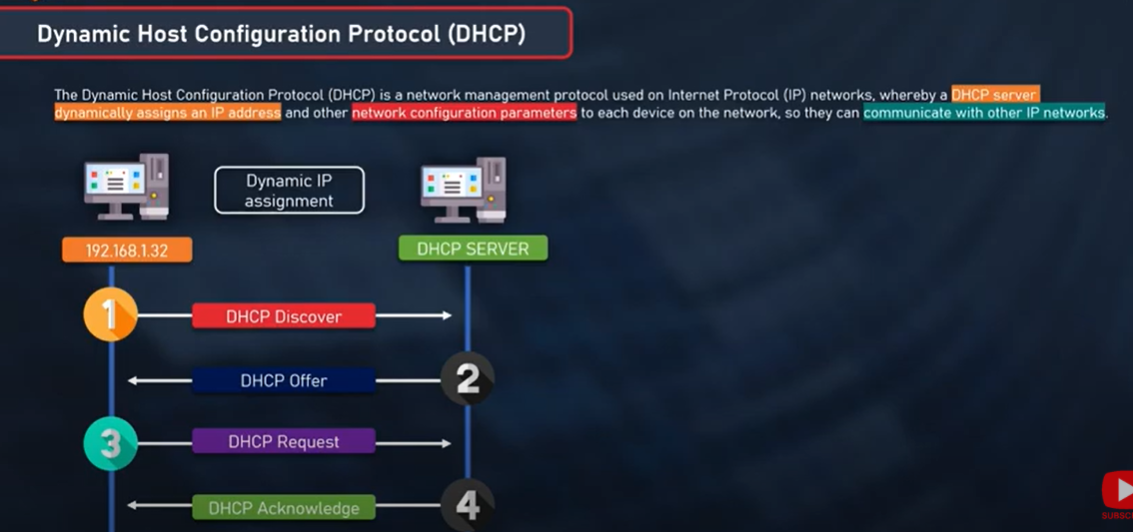 Dynamic Host Configuration Protocol (DHCP)
The Dynamic Host Configuration Protocol (DHCP) is a network management protocol used on Internet Protocol (IP) networks, whereby a DHCP server
dynamically assigns an IP address and other network configuration parameters to each device on the network, so they can communicate with other IP networks.
Dynamic IP
assignment
192.168.1.32
DHCP SERVER
1
DHCP Discover
DHCP Offer
2
3
DHCP Request
DHCP Acknowledge
4